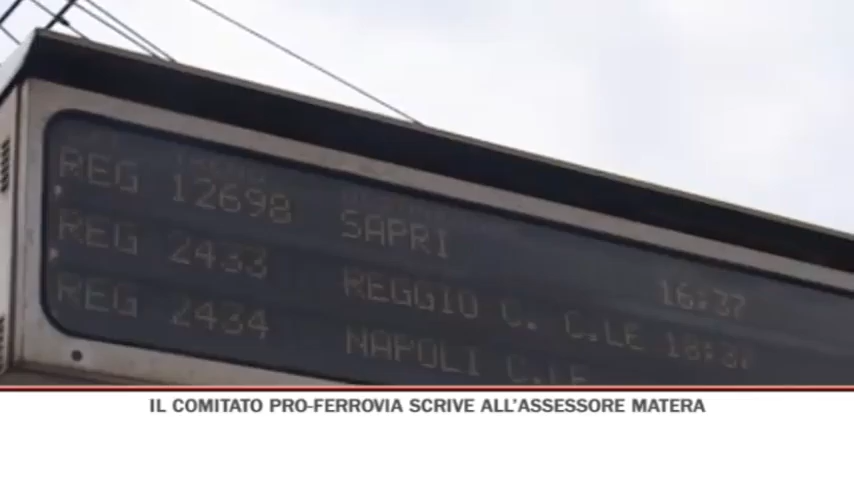 REG 12698 SAPRI 16:37
REG 2433 REGGIO C. C.LE
REG 2434 NAPOLI C.LE
IL COMITATO PRO-FERROVIA SCRIVE ALL'ASSESSORE MATERA